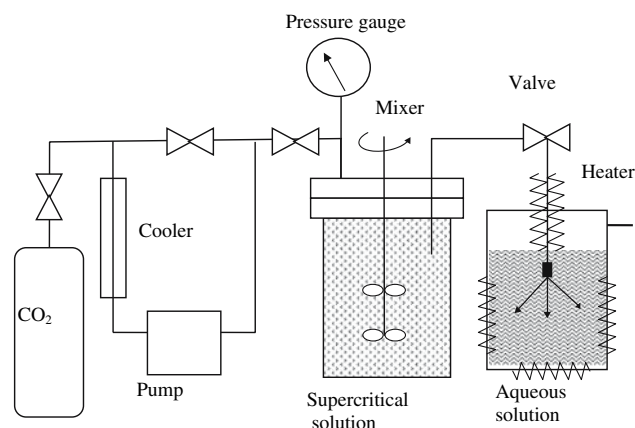 Pressure gauge
Valve
Mixer
Heater
Cooler
CO₂
Pump
Supercritical
solution
Aqueous
solution